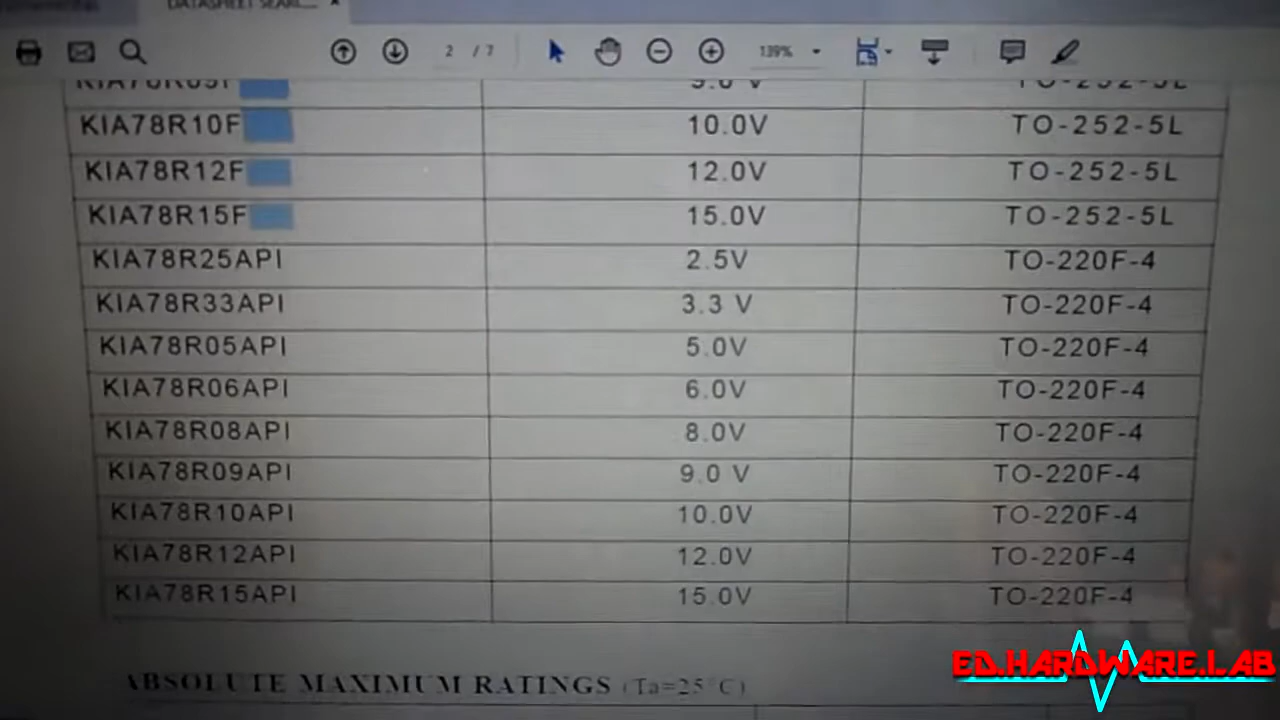 DATASHEET SEAR...
2 / 7 139%
KIA78R09F 9.0 V TO-252-5L
KIA78R10F 10.0V TO-252-5L
KIA78R12F 12.0V TO-252-5L
KIA78R15F 15.0V TO-252-5L
KIA78R25API 2.5V TO-220F-4
KIA78R33API 3.3 V TO-220F-4
KIA78R05API 5.0V TO-220F-4
KIA78R06API 6.0V TO-220F-4
KIA78R08API 8.0V TO-220F-4
KIA78R09API 9.0 V TO-220F-4
KIA78R10API 10.0V TO-220F-4
KIA78R12API 12.0V TO-220F-4
KIA78R15API 15.0V TO-220F-4
ABSOLUTE MAXIMUM RATINGS (Ta=25°C)
ED.HARDWARE.LAB